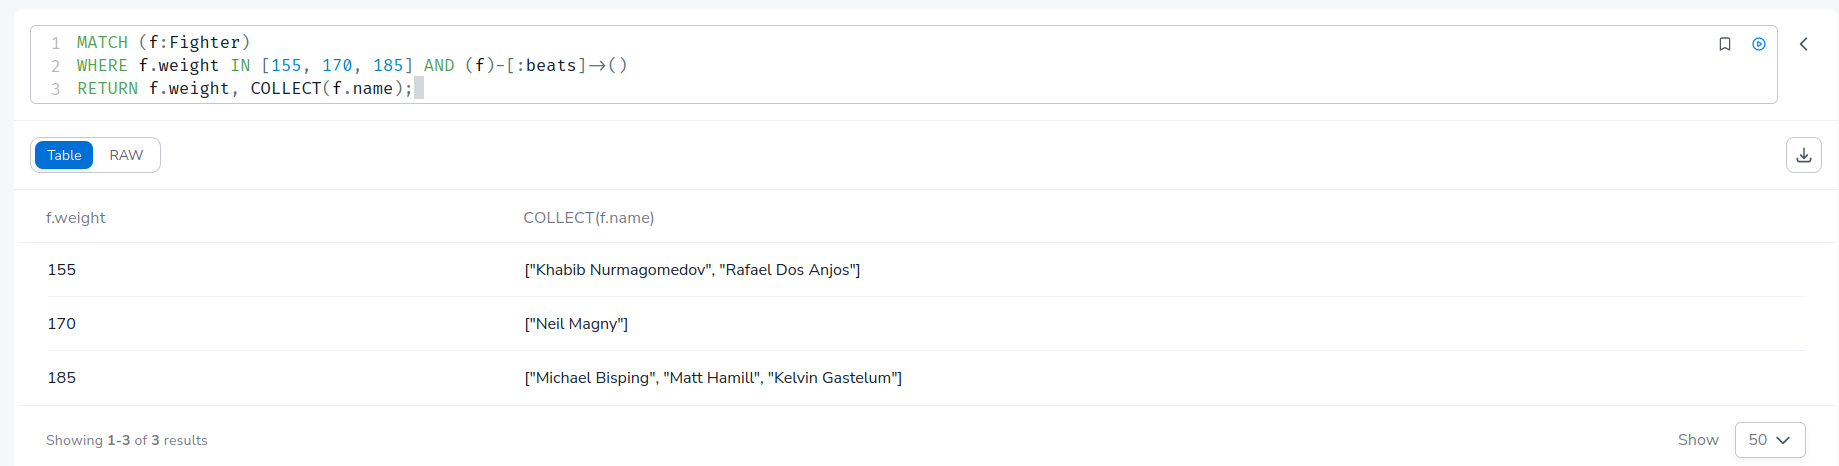 1 MATCH (f:Fighter)
2 WHERE f.weight IN [155, 170, 185] AND (f)-[:beats]->()
3 RETURN f.weight, COLLECT(f.name);
Table RAW
f.weight COLLECT(f.name)
155 ["Khabib Nurmagomedov", "Rafael Dos Anjos"]
170 ["Neil Magny"]
185 ["Michael Bisping", "Matt Hamill", "Kelvin Gastelum"]
Showing 1-3 of 3 results Show 50